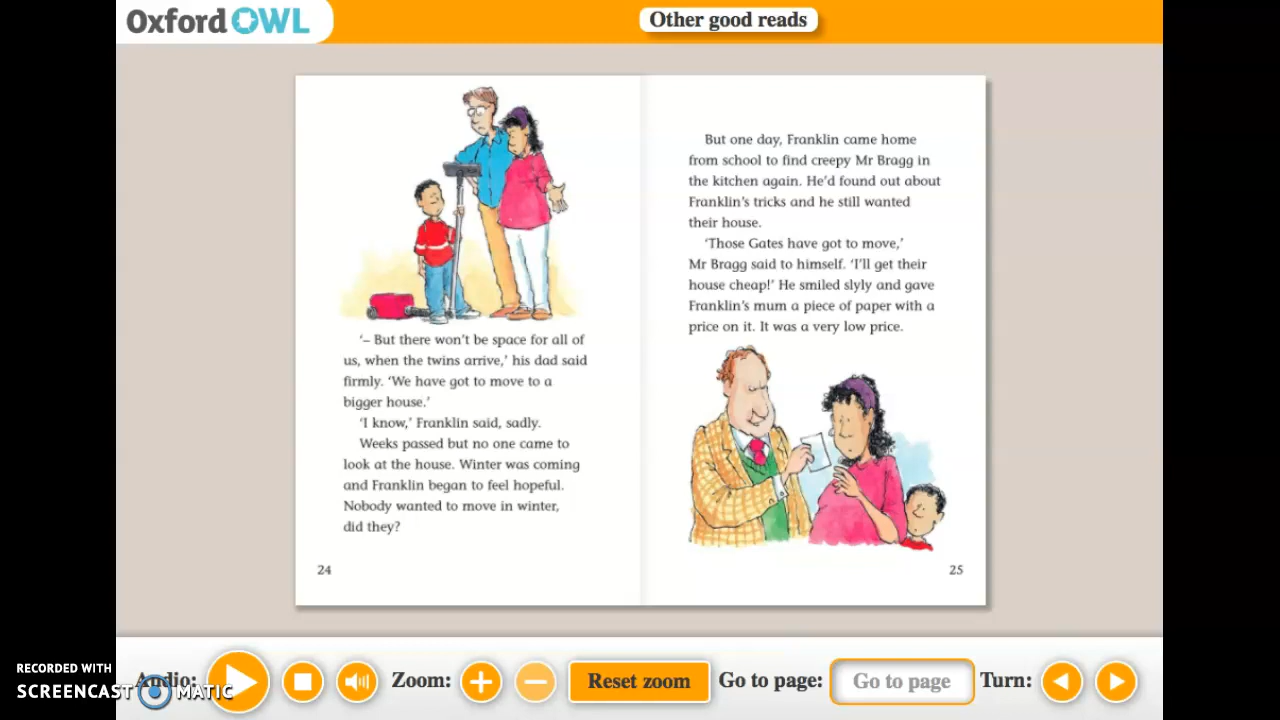 Oxford OWL
Other good reads
'– But there won't be space for all of
us, when the twins arrive,' his dad said
firmly. 'We have got to move to a
bigger house.'
'I know,' Franklin said, sadly.
Weeks passed but no one came to
look at the house. Winter was coming
and Franklin began to feel hopeful.
Nobody wanted to move in winter,
did they?
24
But one day, Franklin came home
from school to find creepy Mr Bragg in
the kitchen again. He'd found out about
Franklin's tricks and he still wanted
their house.
'Those Gates have got to move,'
Mr Bragg said to himself. 'I'll get their
house cheap!' He smiled slyly and gave
Franklin's mum a piece of paper with a
price on it. It was a very low price.
25
Audio:
Zoom:
Reset zoom
Go to page:
Go to page
Turn:
RECORDED WITH
SCREENCAST MATIC